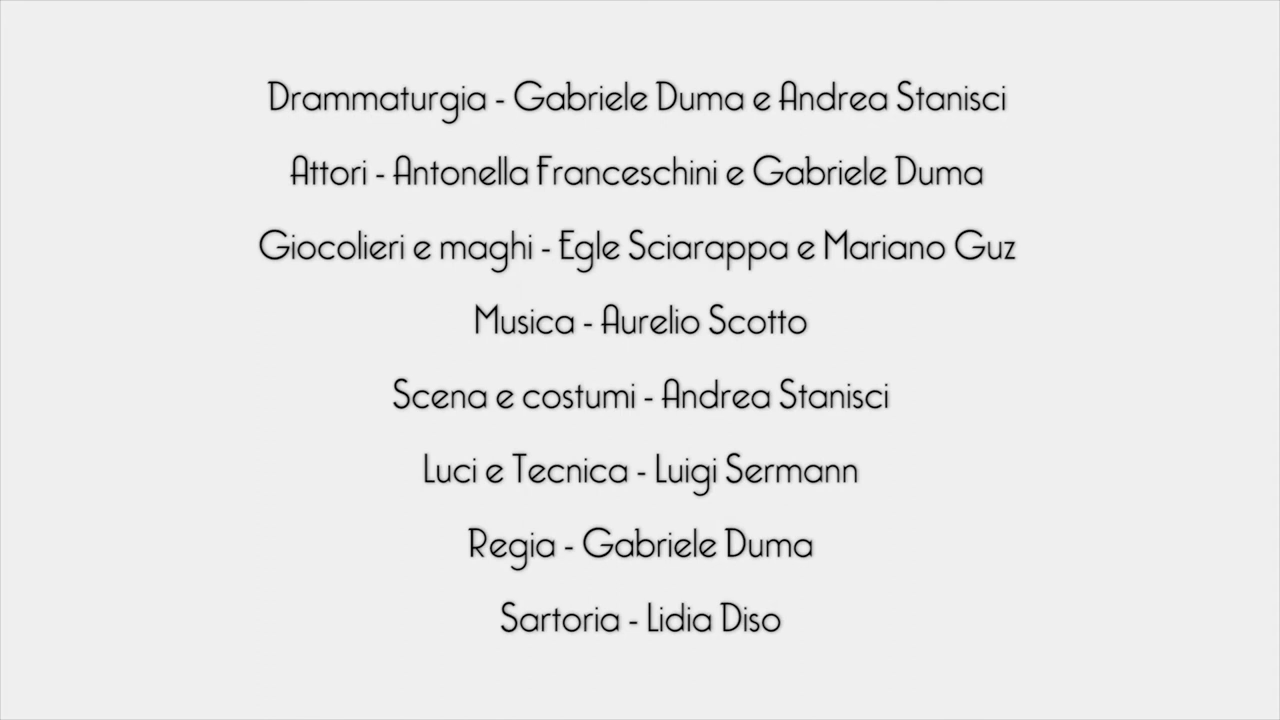 Drammaturgia - Gabriele Duma e Andrea Stanisci
Attori - Antonella Franceschini e Gabriele Duma
Giocolieri e maghi - Egle Sciarappa e Mariano Guz
Musica - Aurelio Scotto
Scena e costumi - Andrea Stanisci
Luci e Tecnica - Luigi Sermann
Regia - Gabriele Duma
Sartoria - Lidia Diso